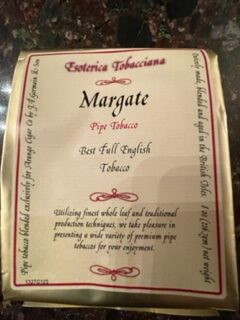 Esoterica Tobacciana
Margate
Pipe Tobacco
Best Full English
Tobacco
Utilizing finest whole leaf and traditional
production techniques, we take pleasure in
presenting a wide variety of premium pipe
tobaccos for your enjoyment.
Pipe tobacco blended exclusively for Arango Cigar Co by J.F. Germain & Son
Expertly made, blended and aged in the British Isles.